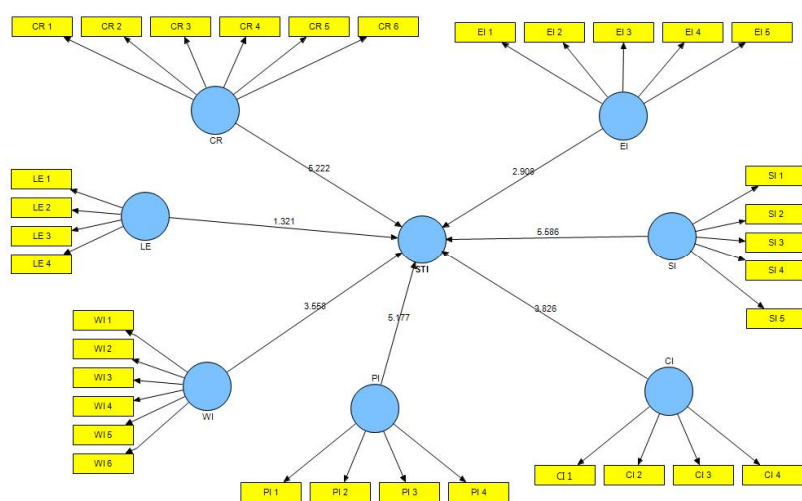 CR 1
CR 2
CR 3
CR 4
CR 5
CR 6
EI 1
EI 2
EI 3
EI 4
EI 5
CR
EI
5.222
2.908
LE 1
LE 2
LE 3
LE 4
LE
1.321
STI
5.586
SI
SI 1
SI 2
SI 3
SI 4
SI 5
3.558
5.177
3.826
WI 1
WI 2
WI 3
WI 4
WI 5
WI 6
WI
PI
CI
PI 1
PI 2
PI 3
PI 4
CI 1
CI 2
CI 3
CI 4